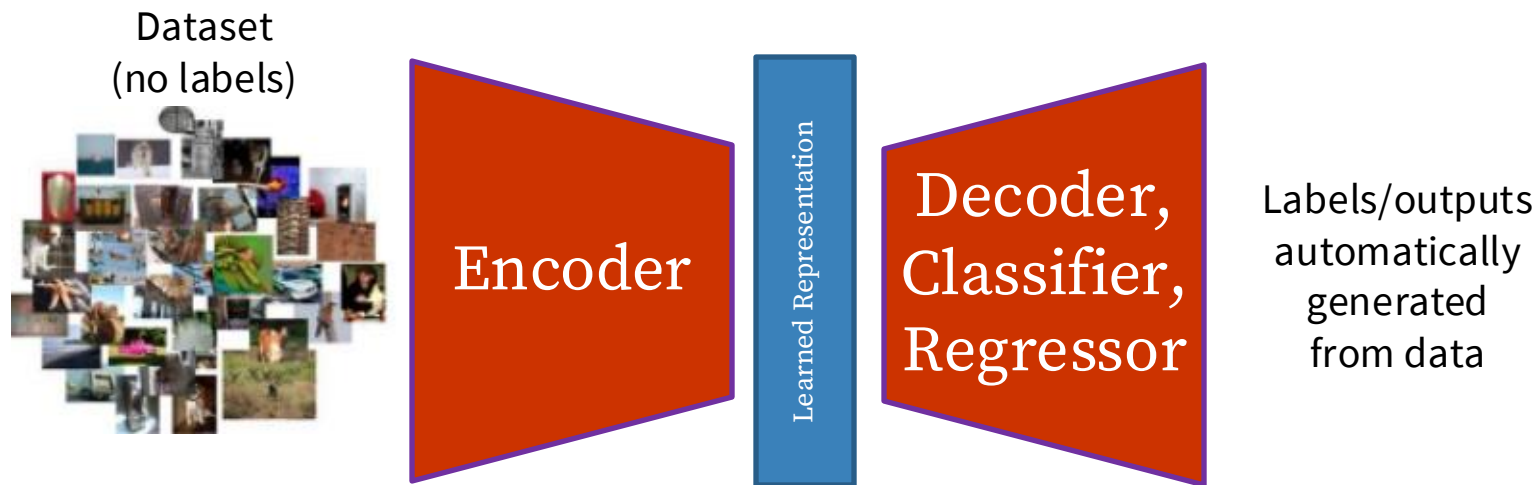 Dataset
(no labels)
Encoder
Learned Representation
Decoder,
Classifier,
Regressor
Labels/outputs
automatically
generated
from data